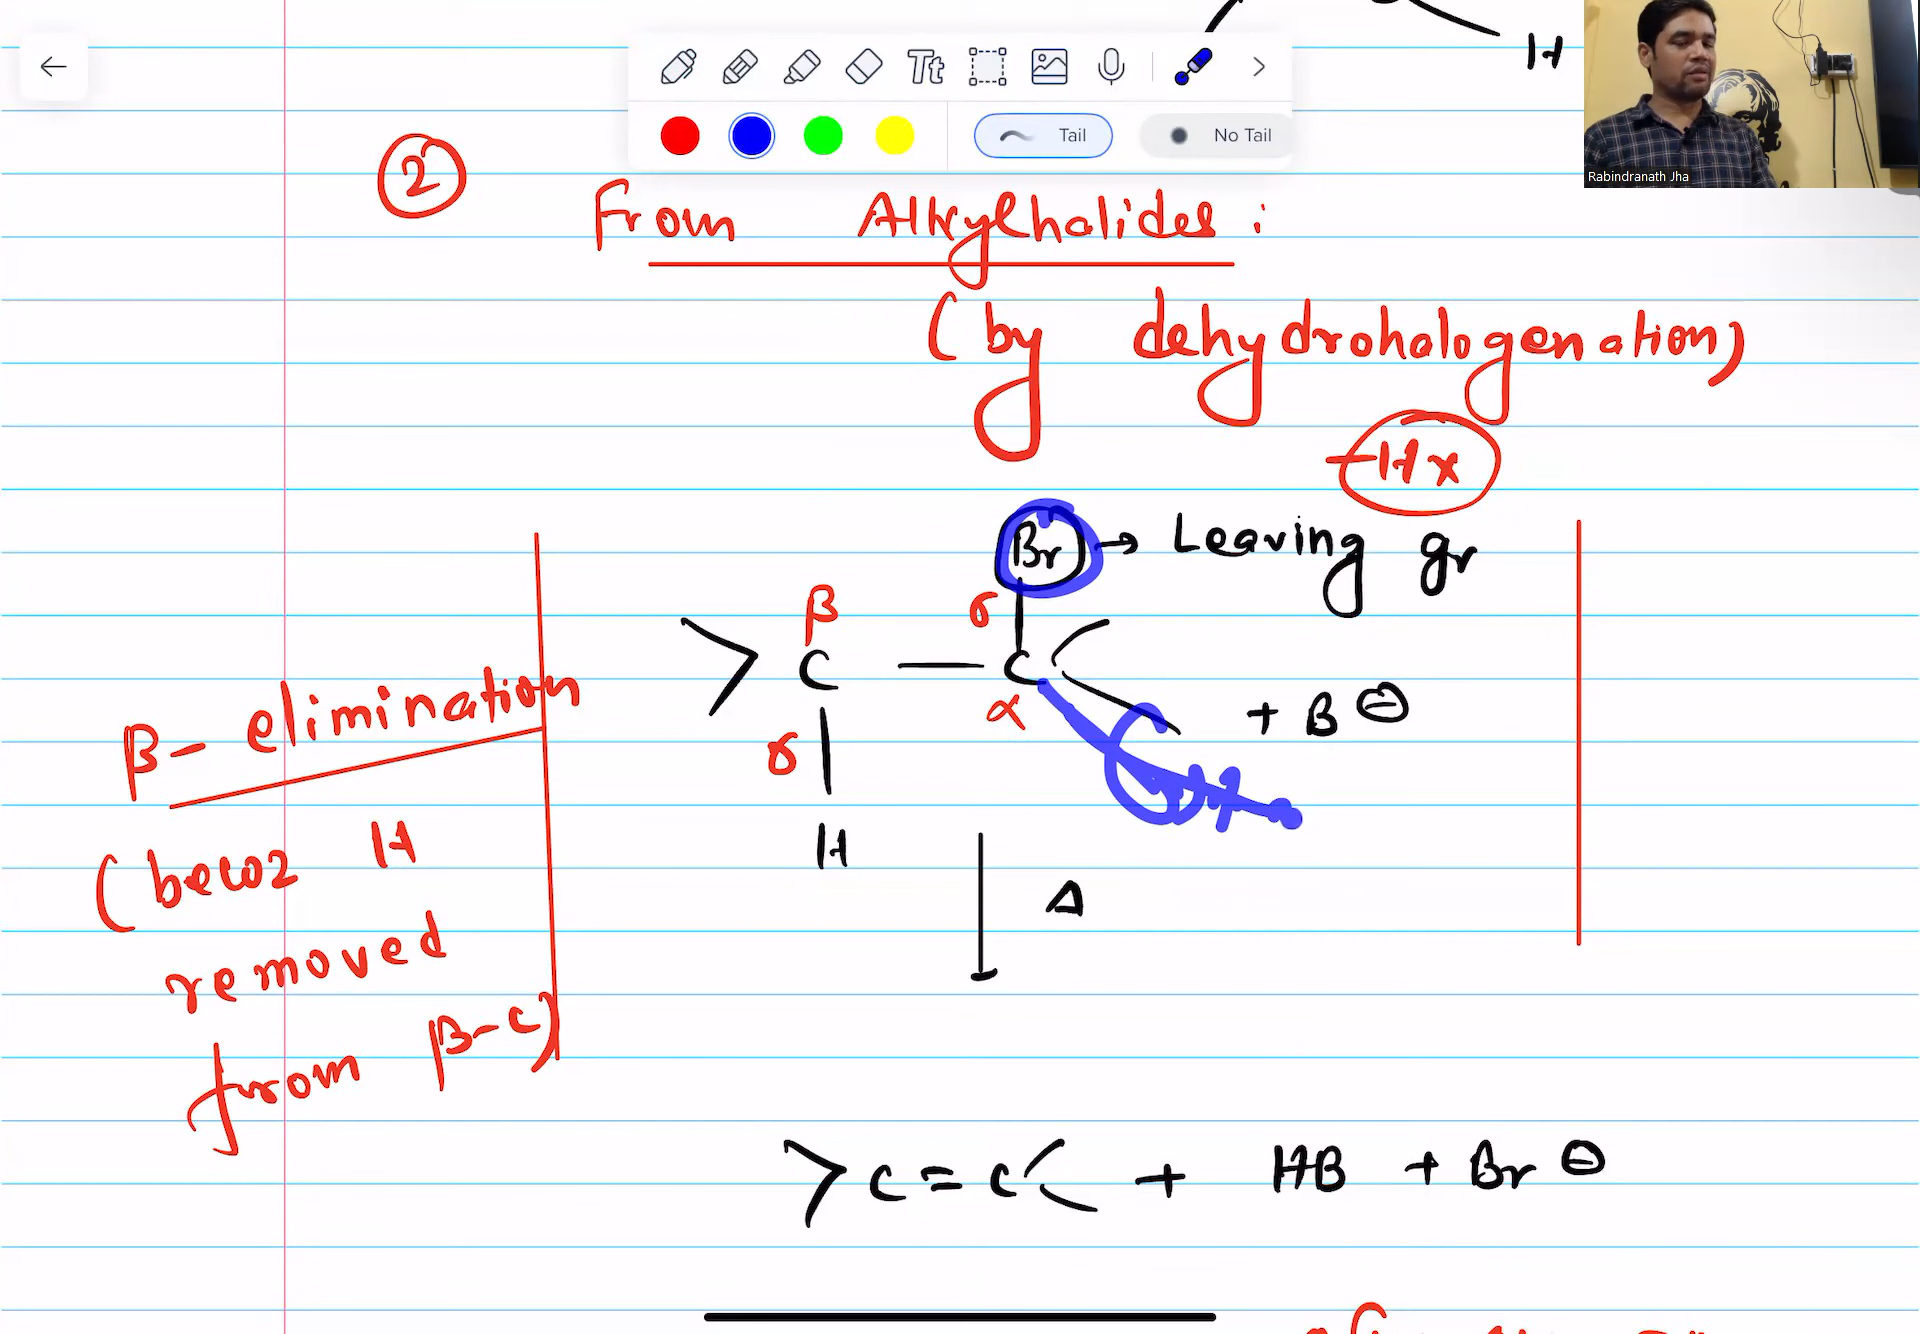 H
Tt
Tail
No Tail
Rabindranath Jha
2
From Alkylhalides :
(by dehydrohalogenation)
-Hx
Br → Leaving gr
β
σ
> C — C <
α
+ B ⊖
σ
H
Δ
β - elimination
(becoz H
removed
from β-C)
> C = C < + HB + Br ⊖